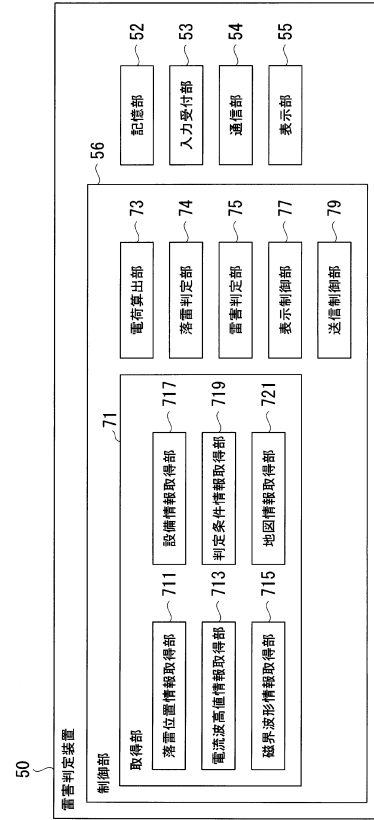 50
雷害判定装置
56
制御部
71
取得部
落雷位置情報取得部
711
電流波高値情報取得部
713
磁界波形情報取得部
715
設備情報取得部
717
判定条件情報取得部
719
地図情報取得部
721
電荷算出部
73
落雷判定部
74
雷害判定部
75
表示制御部
77
送信制御部
79
記憶部
52
入力受付部
53
通信部
54
表示部
55